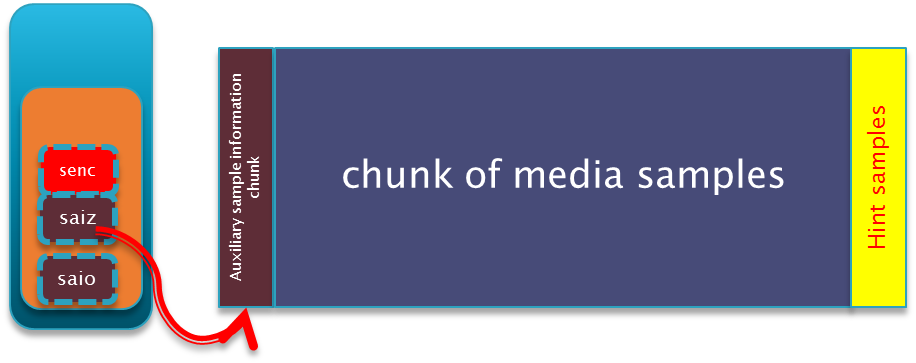 senc
saiz
saio
Auxiliary sample information
chunk
chunk of media samples
Hint samples